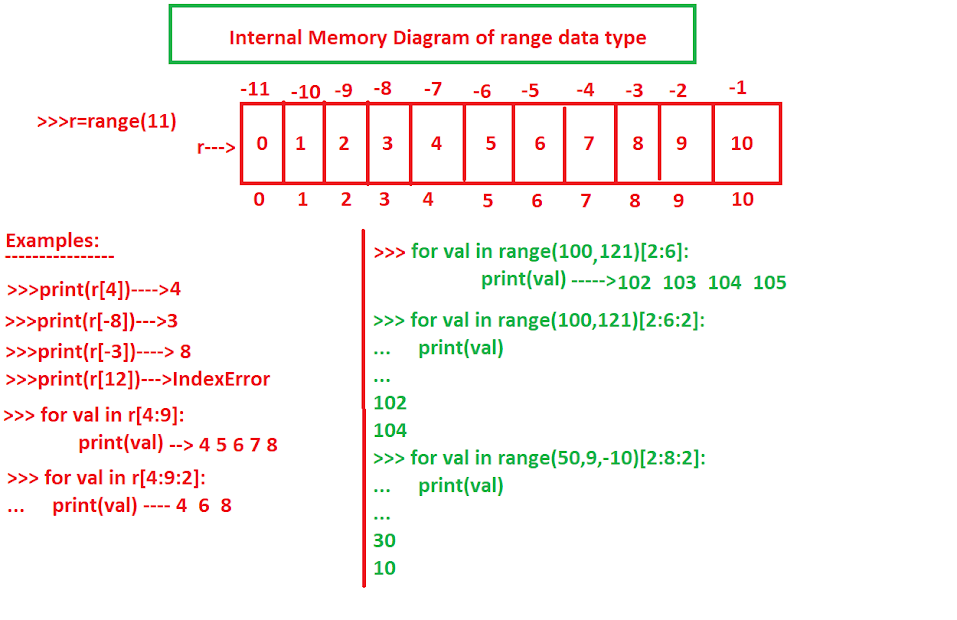 Internal Memory Diagram of range data type
-11 -10 -9 -8 -7 -6 -5 -4 -3 -2 -1
>>>r=range(11)
r---> 0 1 2 3 4 5 6 7 8 9 10
0 1 2 3 4 5 6 7 8 9 10
Examples:
----------------
>>>print(r[4])---->4
>>>print(r[-8])--->3
>>>print(r[-3])----> 8
>>>print(r[12])--->IndexError
>>> for val in r[4:9]:
print(val) --> 4 5 6 7 8
>>> for val in r[4:9:2]:
... print(val) ---- 4 6 8
>>> for val in range(100,121)[2:6]:
print(val) ----->102 103 104 105
>>> for val in range(100,121)[2:6:2]:
... print(val)
...
102
104
>>> for val in range(50,9,-10)[2:8:2]:
... print(val)
...
30
10